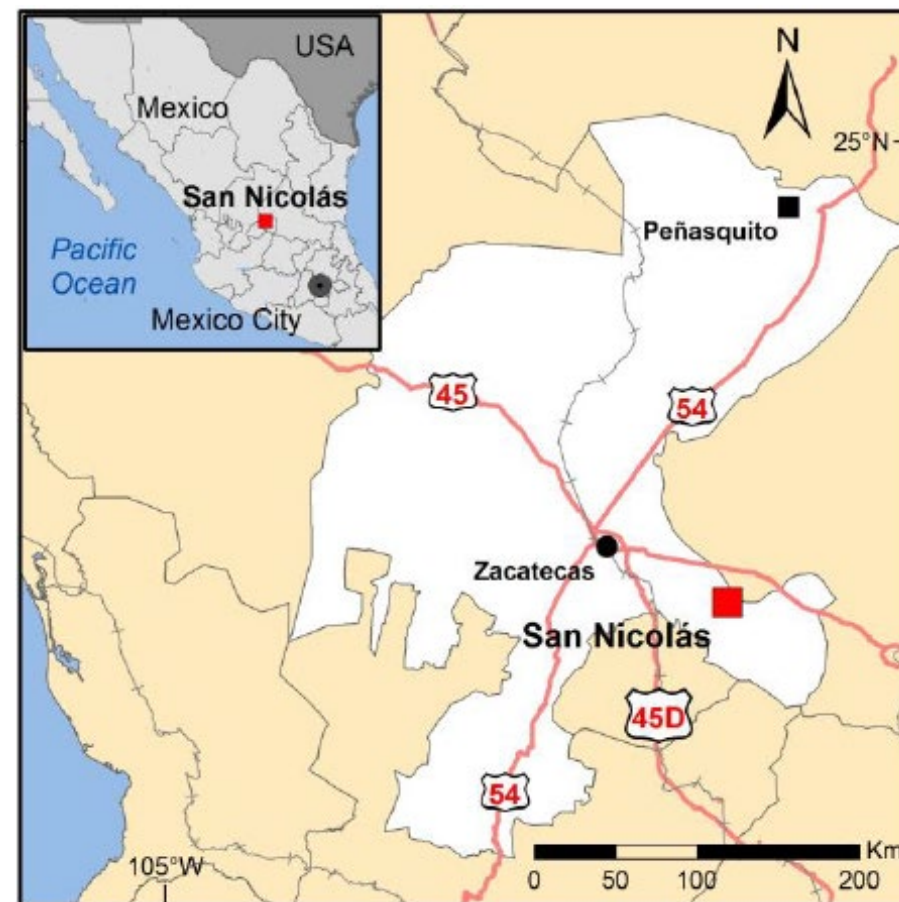 USA
Mexico
San Nicolás
Pacific
Ocean
Mexico City
N
25°N
Peñasquito
45
54
Zacatecas
San Nicolás
45D
54
105°W
Km
0 50 100 200